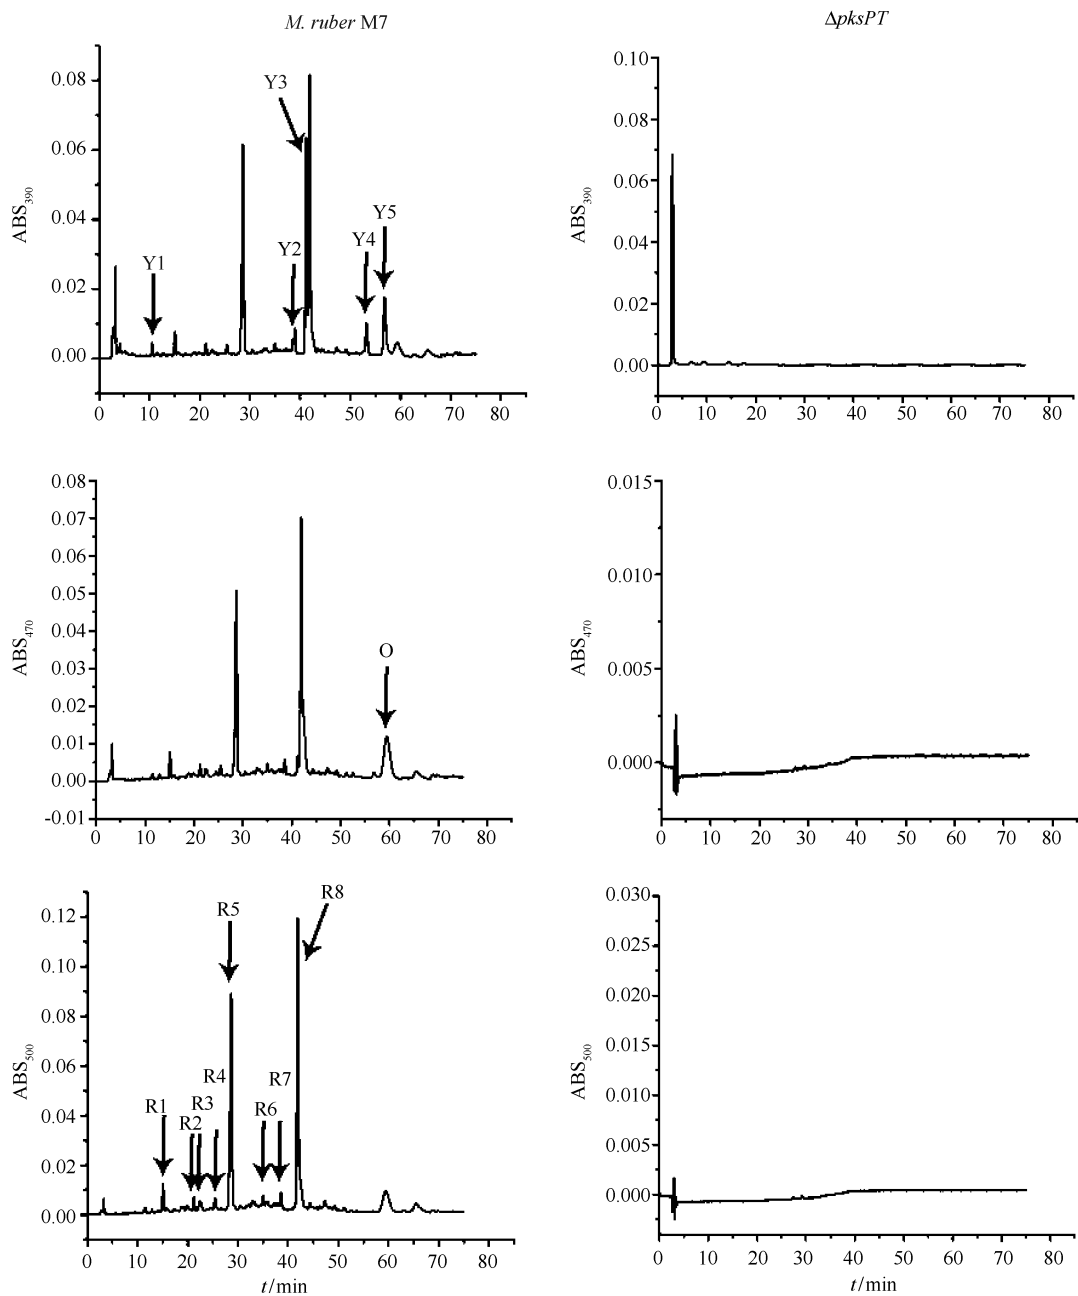 M. ruber M7
ΔpksPT
0.08
0.06
0.04
0.02
0.00
ABS390
Y1
Y2
Y3
Y4
Y5
0 10 20 30 40 50 60 70 80
0.10
0.08
0.06
0.04
0.02
0.00
ABS390
0 10 20 30 40 50 60 70 80
0.08
0.07
0.06
0.05
0.04
0.03
0.02
0.01
0.00
-0.01
ABS470
O
0 10 20 30 40 50 60 70 80
0.015
0.010
0.005
0.000
ABS470
0 10 20 30 40 50 60 70 80
0.12
0.10
0.08
0.06
0.04
0.02
0.00
ABS500
R1
R2
R3
R4
R5
R6
R7
R8
0 10 20 30 40 50 60 70 80
t/min
0.030
0.025
0.020
0.015
0.010
0.005
0.000
ABS500
0 10 20 30 40 50 60 70 80
t/min